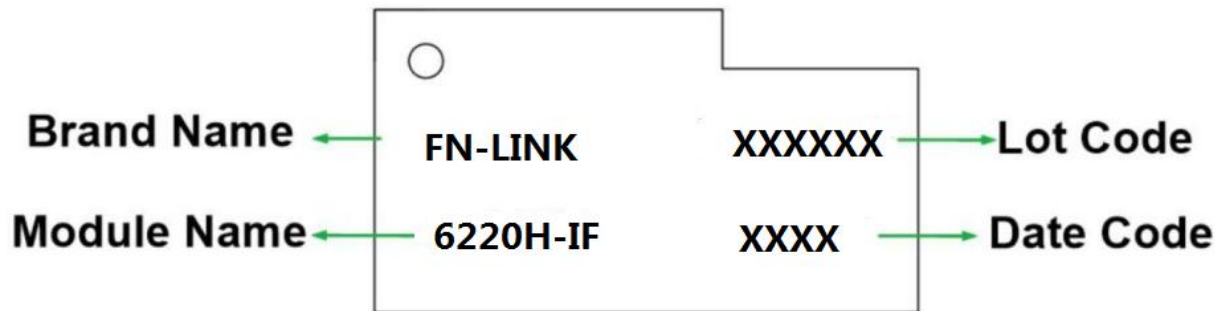 Brand Name FN-LINK XXXXXX Lot Code
Module Name 6220H-IF XXXX Date Code